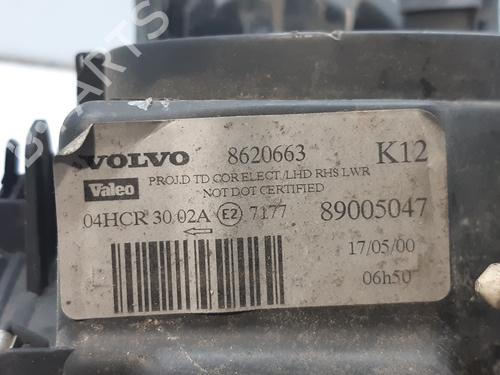 VOLVO 8620663 K12
Valeo PROJ.D TD COR ELECT /LHD RHS LWR
NOT DOT CERTIFIED
04HCR 30 02A E2 7177 89005047
17/05/00
06h50
PARTS